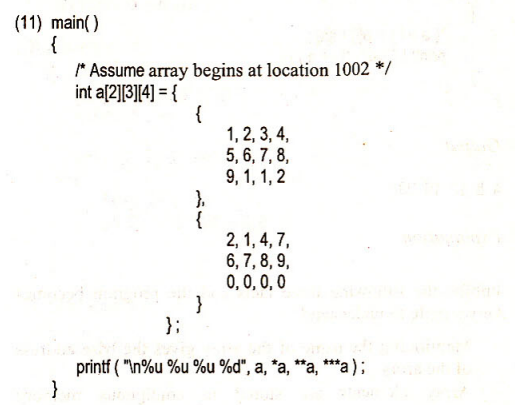 (11) main( )
{
/* Assume array begins at location 1002 */
int a[2][3][4] = {
{
1, 2, 3, 4,
5, 6, 7, 8,
9, 1, 1, 2
},
{
2, 1, 4, 7,
6, 7, 8, 9,
0, 0, 0, 0
}
};
printf ( "\n%u %u %u %d", a, *a, **a, ***a ) ;
}